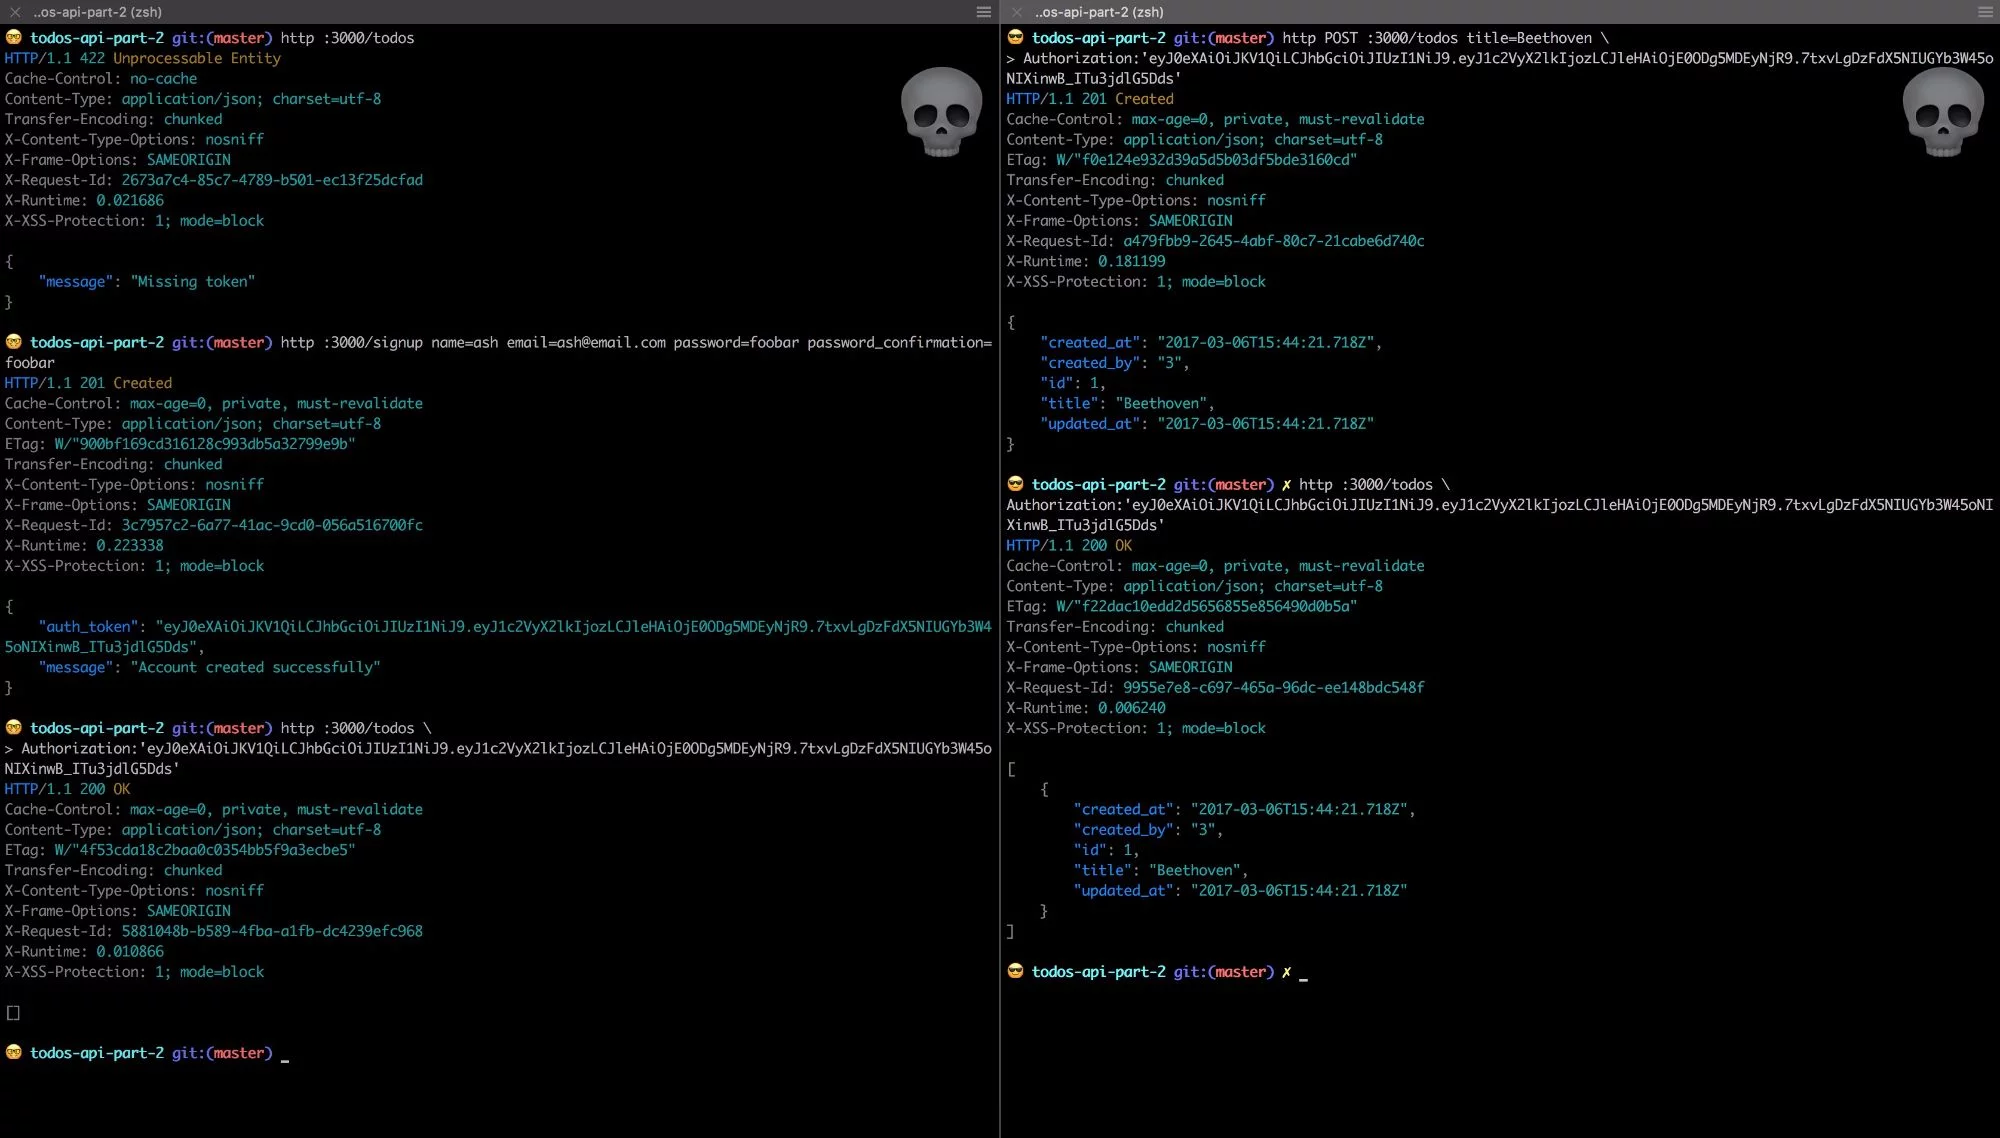 ..os-api-part-2 (zsh)
todos-api-part-2 git:(master) http :3000/todos
HTTP/1.1 422 Unprocessable Entity
Cache-Control: no-cache
Content-Type: application/json; charset=utf-8
Transfer-Encoding: chunked
X-Content-Type-Options: nosniff
X-Frame-Options: SAMEORIGIN
X-Request-Id: 2673a7c4-85c7-4789-b501-ec13f25dcfad
X-Runtime: 0.021686
X-XSS-Protection: 1; mode=block
{
"message": "Missing token"
}
todos-api-part-2 git:(master) http :3000/signup name=ash email=ash@email.com password=foobar password_confirmation=
foobar
HTTP/1.1 201 Created
Cache-Control: max-age=0, private, must-revalidate
Content-Type: application/json; charset=utf-8
ETag: W/"900bf169cd316128c993db5a32799e9b"
Transfer-Encoding: chunked
X-Content-Type-Options: nosniff
X-Frame-Options: SAMEORIGIN
X-Request-Id: 3c7957c2-6a77-41ac-9cd0-056a516700fc
X-Runtime: 0.223338
X-XSS-Protection: 1; mode=block
{
"auth_token": "eyJ0eXAiOiJKV1QiLCJhbGciOiJIUzI1NiJ9.eyJ1c2VyX2lkIjozLCJleHAiOjE0ODg5MDEyNjR9.7txvLgDzFdX5NIUGYb3W4
5oNIXinwB_ITu3jdlG5Dds",
"message": "Account created successfully"
}
todos-api-part-2 git:(master) http :3000/todos \
> Authorization:'eyJ0eXAiOiJKV1QiLCJhbGciOiJIUzI1NiJ9.eyJ1c2VyX2lkIjozLCJleHAiOjE0ODg5MDEyNjR9.7txvLgDzFdX5NIUGYb3W45o
NIXinwB_ITu3jdlG5Dds'
HTTP/1.1 200 OK
Cache-Control: max-age=0, private, must-revalidate
Content-Type: application/json; charset=utf-8
ETag: W/"4f53cda18c2baa0c0354bb5f9a3ecbe5"
Transfer-Encoding: chunked
X-Content-Type-Options: nosniff
X-Frame-Options: SAMEORIGIN
X-Request-Id: 5881048b-b589-4fba-a1fb-dc4239efc968
X-Runtime: 0.010866
X-XSS-Protection: 1; mode=block
[]
todos-api-part-2 git:(master) _
..os-api-part-2 (zsh)
todos-api-part-2 git:(master) http POST :3000/todos title=Beethoven \
> Authorization:'eyJ0eXAiOiJKV1QiLCJhbGciOiJIUzI1NiJ9.eyJ1c2VyX2lkIjozLCJleHAiOjE0ODg5MDEyNjR9.7txvLgDzFdX5NIUGYb3W45o
NIXinwB_ITu3jdlG5Dds'
HTTP/1.1 201 Created
Cache-Control: max-age=0, private, must-revalidate
Content-Type: application/json; charset=utf-8
ETag: W/"f0e124e932d39a5d5b03df5bde3160cd"
Transfer-Encoding: chunked
X-Content-Type-Options: nosniff
X-Frame-Options: SAMEORIGIN
X-Request-Id: a479fbb9-2645-4abf-80c7-21cabe6d740c
X-Runtime: 0.181199
X-XSS-Protection: 1; mode=block
{
"created_at": "2017-03-06T15:44:21.718Z",
"created_by": "3",
"id": 1,
"title": "Beethoven",
"updated_at": "2017-03-06T15:44:21.718Z"
}
todos-api-part-2 git:(master) ✗ http :3000/todos \
Authorization:'eyJ0eXAiOiJKV1QiLCJhbGciOiJIUzI1NiJ9.eyJ1c2VyX2lkIjozLCJleHAiOjE0ODg5MDEyNjR9.7txvLgDzFdX5NIUGYb3W45oNI
XinwB_ITu3jdlG5Dds'
HTTP/1.1 200 OK
Cache-Control: max-age=0, private, must-revalidate
Content-Type: application/json; charset=utf-8
ETag: W/"f22dac10edd2d5656855e856490d0b5a"
Transfer-Encoding: chunked
X-Content-Type-Options: nosniff
X-Frame-Options: SAMEORIGIN
X-Request-Id: 9955e7e8-c697-465a-96dc-ee148bdc548f
X-Runtime: 0.006240
X-XSS-Protection: 1; mode=block
[
{
"created_at": "2017-03-06T15:44:21.718Z",
"created_by": "3",
"id": 1,
"title": "Beethoven",
"updated_at": "2017-03-06T15:44:21.718Z"
}
]
todos-api-part-2 git:(master) ✗ _